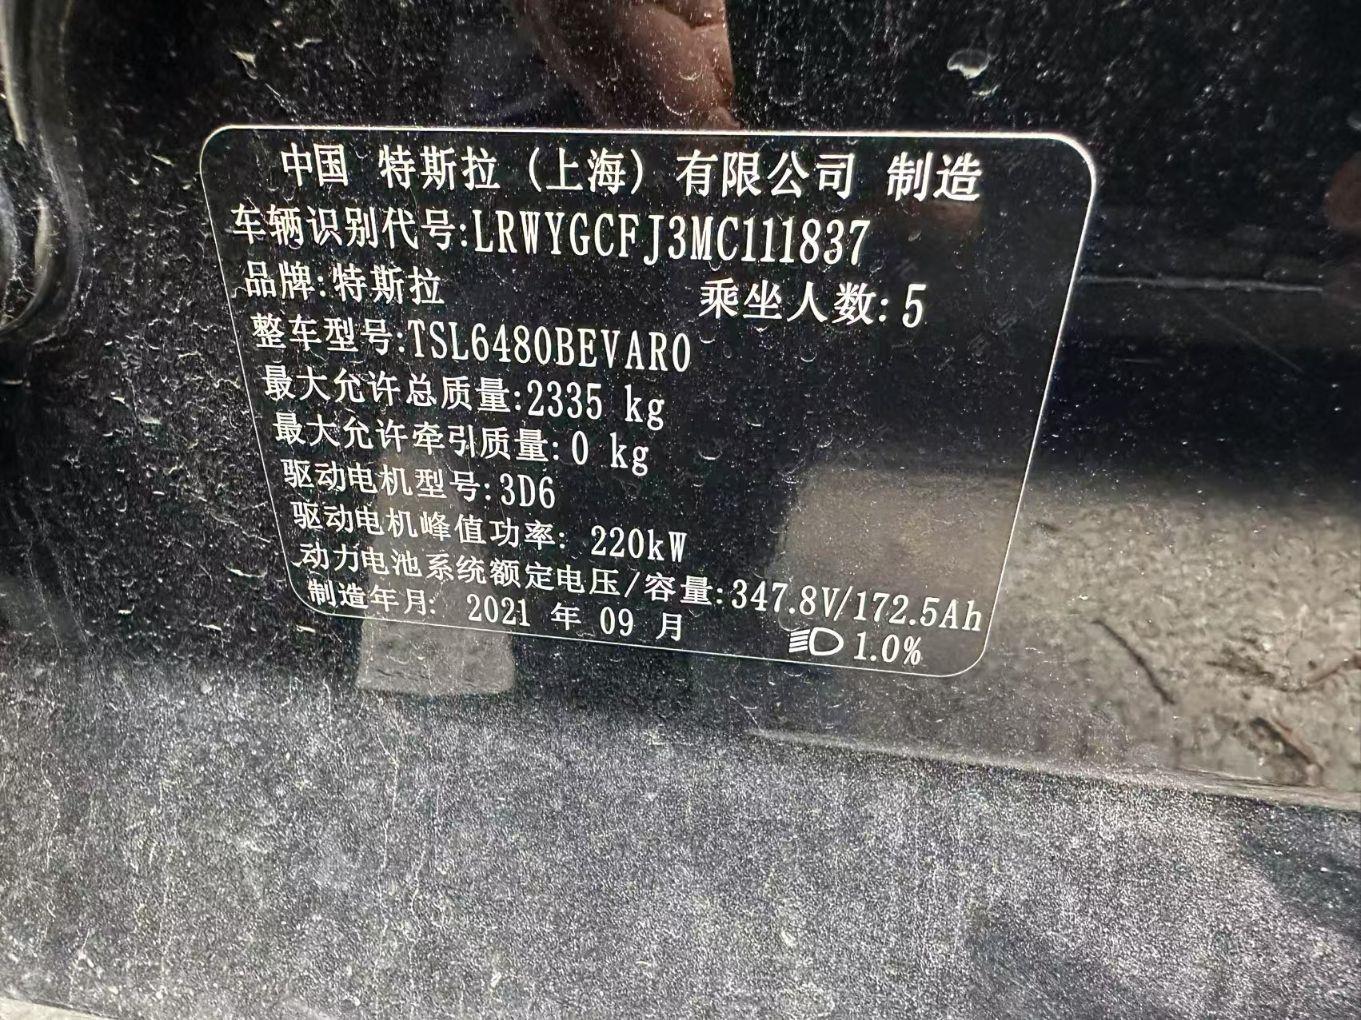 中国 特斯拉 (上海) 有限公司 制造
车辆识别代号:LRWYGCFJ3MC111837
品牌:特斯拉 乘坐人数:5
整车型号:TSL6480BEVAR0
最大允许总质量:2335 kg
最大允许牵引质量:0 kg
驱动电机型号:3D6
驱动电机峰值功率: 220kW
动力电池系统额定电压/容量:347.8V/172.5Ah
制造年月: 2021 年 09 月
1.0%